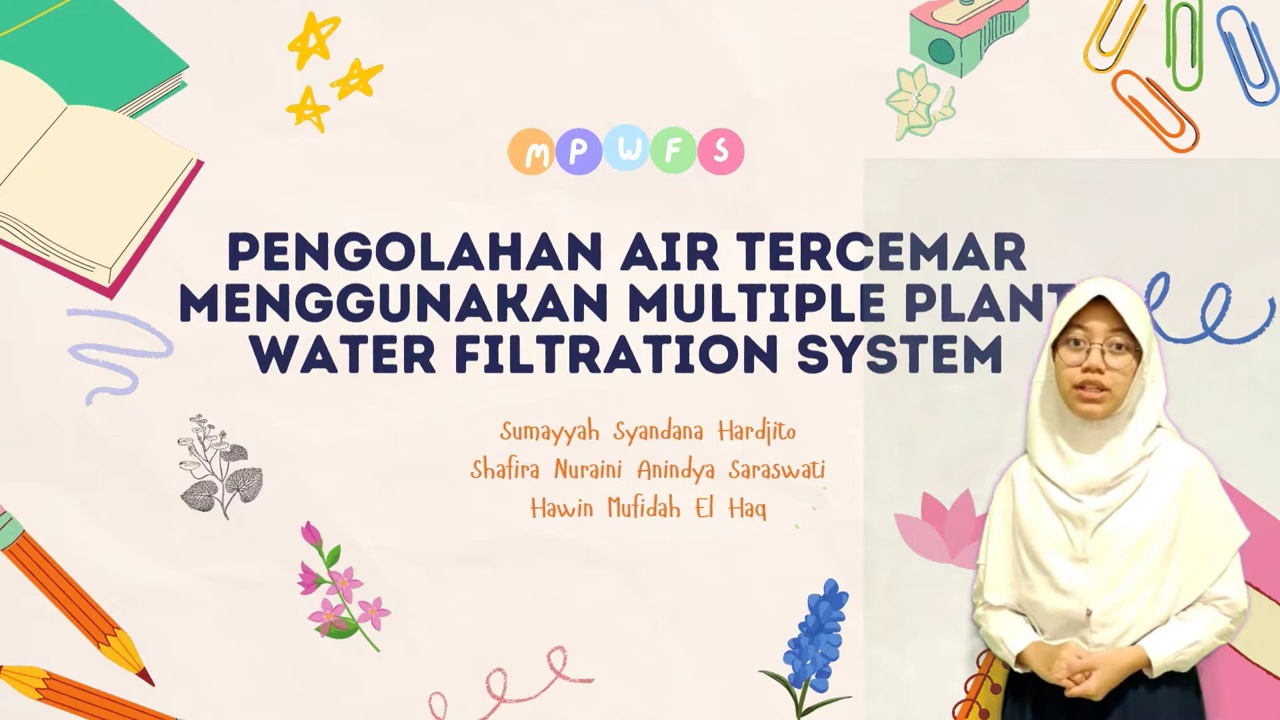 MPWFS
PENGOLAHAN AIR TERCEMAR
MENGGUNAKAN MULTIPLE PLANT
WATER FILTRATION SYSTEM
Sumayyah Syandana Hardjito
Shafira Nuraini Anindya Saraswati
Hawin Mufidah El Haq